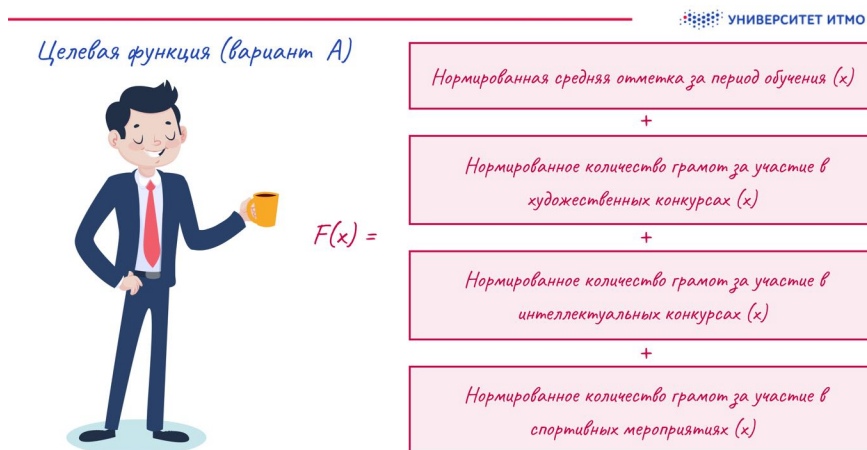 УНИВЕРСИТЕТ ИТМО
Целевая функция (вариант А)
F(x) =
Нормированная средняя отметка за период обучения (x)
+
Нормированное количество грамот за участие в
художественных конкурсах (x)
+
Нормированное количество грамот за участие в
интеллектуальных конкурсах (x)
+
Нормированное количество грамот за участие в
спортивных мероприятиях (x)